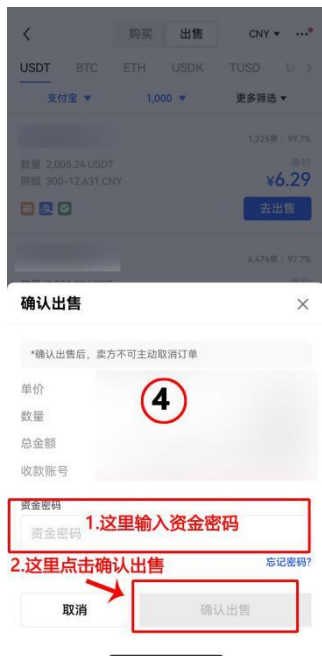 购买 出售 CNY ▼ ...
USDT BTC ETH USDK TUSD U
支付宝 ▼ 1,000 ▼ 更多筛选 ▼
1,225单 99.7%
数量 2,008.24 USDT 单价
限额 300-12,631 CNY ¥6.29
去出售
6,474单 97.7%
确认出售
*确认出售后，卖方不可主动取消订单
单价
④
数量
总金额
收款账号
资金密码
资金密码 1.这里输入资金密码
忘记密码?
2.这里点击确认出售
取消 确认出售